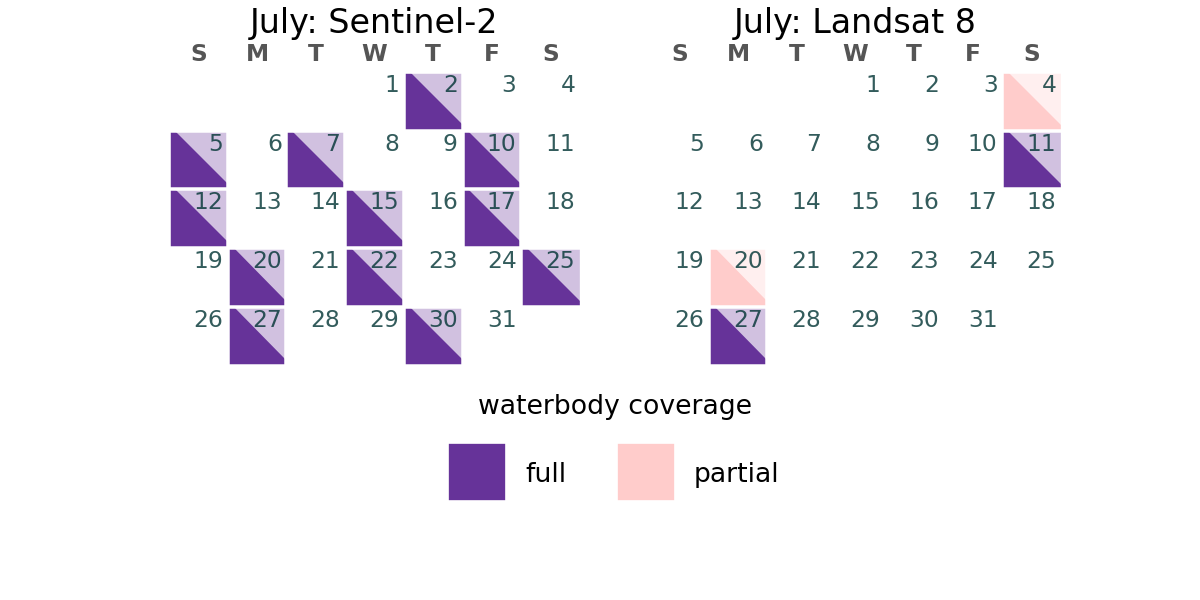 July: Sentinel-2
S M T W T F S
1 2 3 4
5 6 7 8 9 10 11
12 13 14 15 16 17 18
19 20 21 22 23 24 25
26 27 28 29 30 31
July: Landsat 8
S M T W T F S
1 2 3 4
5 6 7 8 9 10 11
12 13 14 15 16 17 18
19 20 21 22 23 24 25
26 27 28 29 30 31
waterbody coverage
full
partial